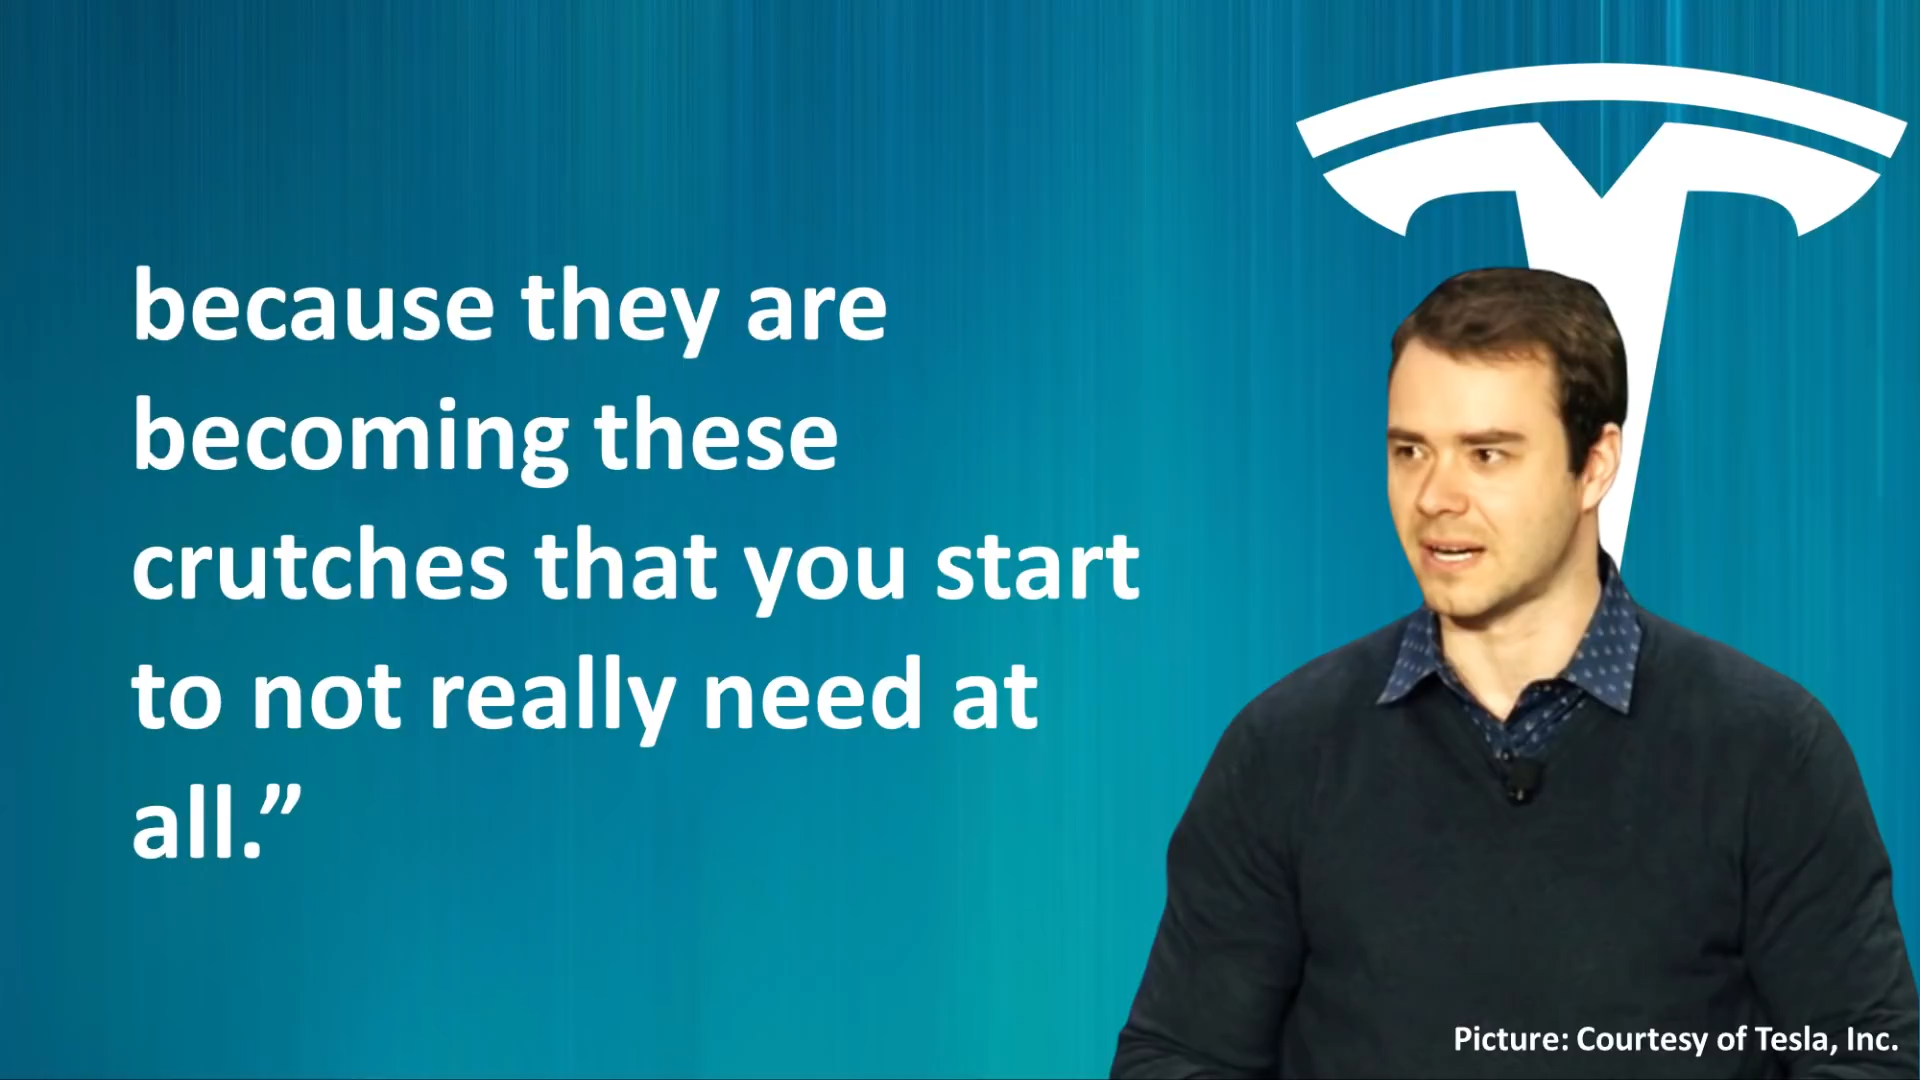 because they are
becoming these
crutches that you start
to not really need at
all.”
Picture: Courtesy of Tesla, Inc.